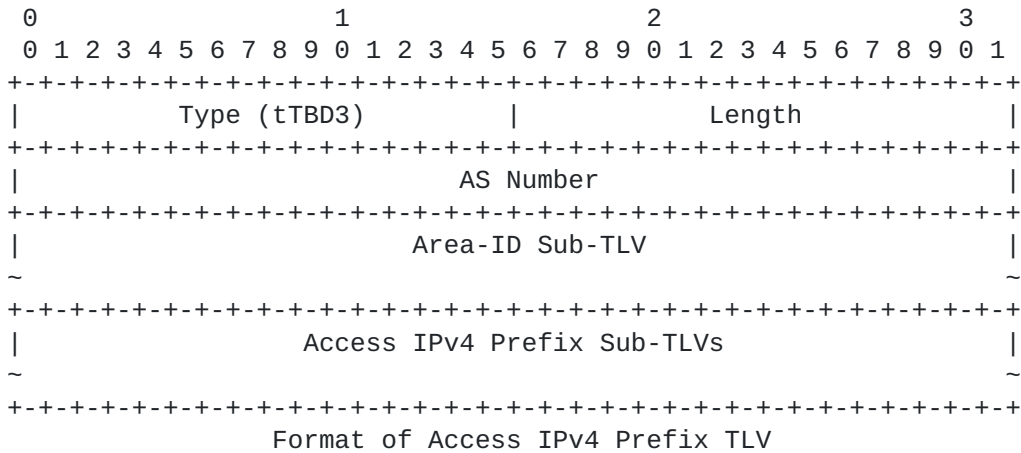 0                   1                   2                   3
 0 1 2 3 4 5 6 7 8 9 0 1 2 3 4 5 6 7 8 9 0 1 2 3 4 5 6 7 8 9 0 1
+-+-+-+-+-+-+-+-+-+-+-+-+-+-+-+-+-+-+-+-+-+-+-+-+-+-+-+-+-+-+-+-+
|          Type (tTBD3)         |            Length             |
+-+-+-+-+-+-+-+-+-+-+-+-+-+-+-+-+-+-+-+-+-+-+-+-+-+-+-+-+-+-+-+-+
|                            AS Number                          |
+-+-+-+-+-+-+-+-+-+-+-+-+-+-+-+-+-+-+-+-+-+-+-+-+-+-+-+-+-+-+-+-+
|                         Area-ID Sub-TLV                       |
~                                                               ~
+-+-+-+-+-+-+-+-+-+-+-+-+-+-+-+-+-+-+-+-+-+-+-+-+-+-+-+-+-+-+-+-+
|                  Access IPv4 Prefix Sub-TLVs                  |
~                                                               ~
+-+-+-+-+-+-+-+-+-+-+-+-+-+-+-+-+-+-+-+-+-+-+-+-+-+-+-+-+-+-+-+-+
                Format of Access IPv4 Prefix TLV